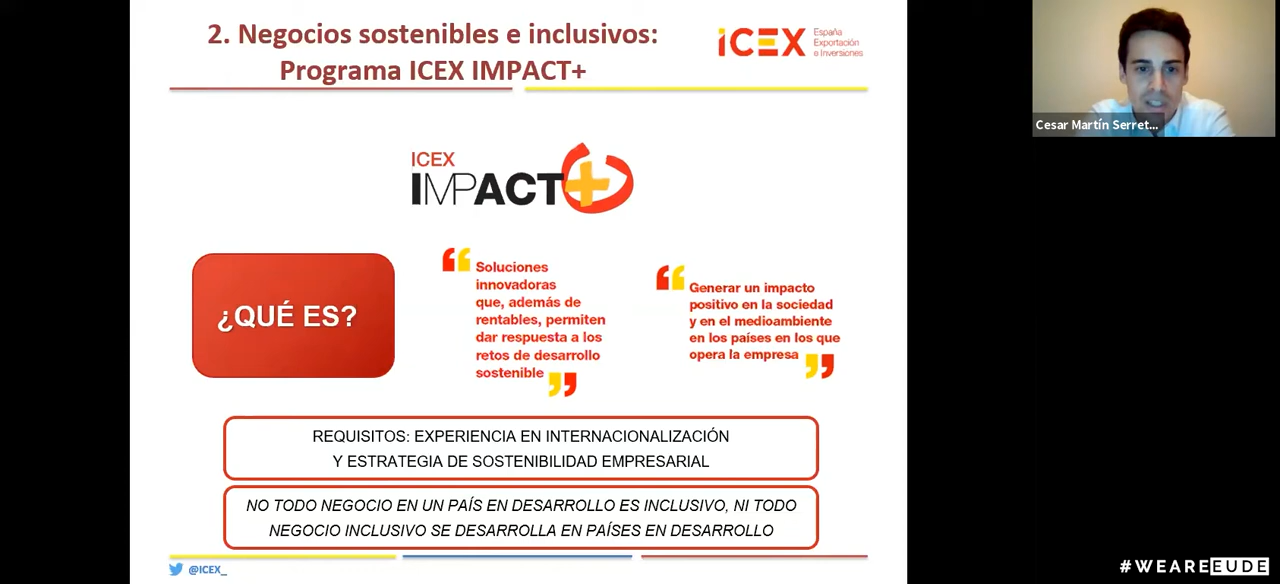 2. Negocios sostenibles e inclusivos:
Programa ICEX IMPACT+
ICEX
España
Exportación
e Inversiones
Cesar Martín Serret...
ICEX
IMPACT+
¿QUÉ ES?
Soluciones
innovadoras
que, además de
rentables, permiten
dar respuesta a los
retos de desarrollo
sostenible
Generar un impacto
positivo en la sociedad
y en el medioambiente
en los países en los que
opera la empresa
REQUISITOS: EXPERIENCIA EN INTERNACIONALIZACIÓN
Y ESTRATEGIA DE SOSTENIBILIDAD EMPRESARIAL
NO TODO NEGOCIO EN UN PAÍS EN DESARROLLO ES INCLUSIVO, NI TODO
NEGOCIO INCLUSIVO SE DESARROLLA EN PAÍSES EN DESARROLLO
@ICEX_
#WEAREEUDE